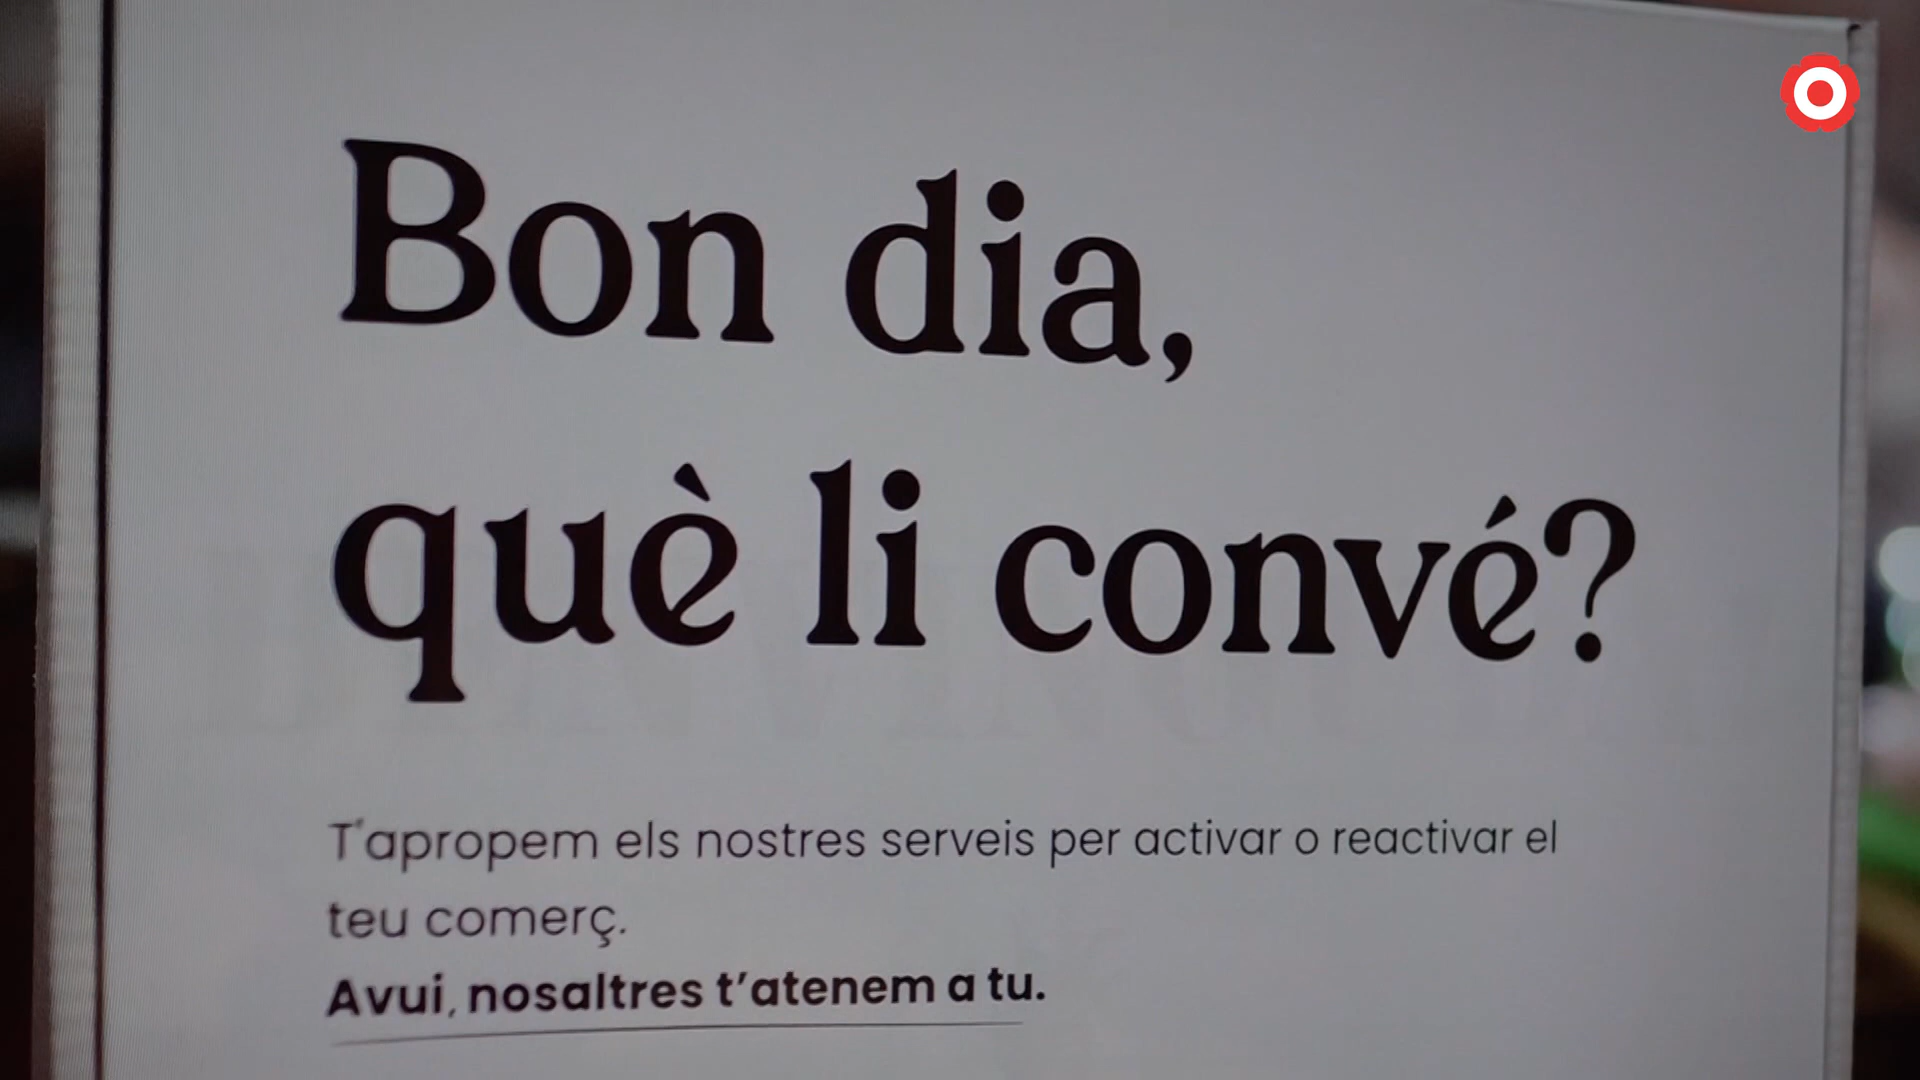 Bon dia,
què li convé?
T'apropem els nostres serveis per activar o reactivar el
teu comerç.
Avui, nosaltres t'atenem a tu.